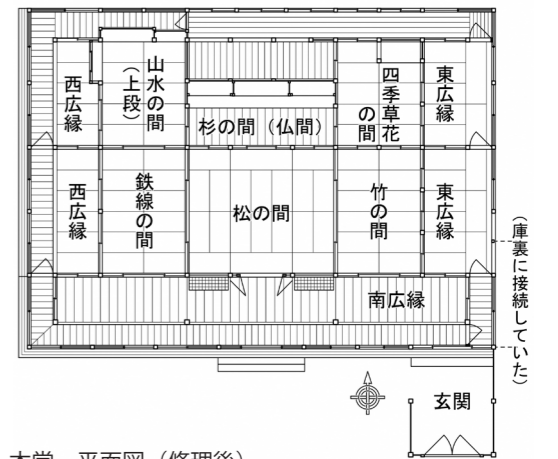 西広縁
山水の間
（上段）
杉の間（仏間）
四季草花
の間
東広縁
西広縁
鉄線の間
松の間
竹の間
東広縁
（庫裏に接続していた）
南広縁
玄関
本堂　平面図（修理後）